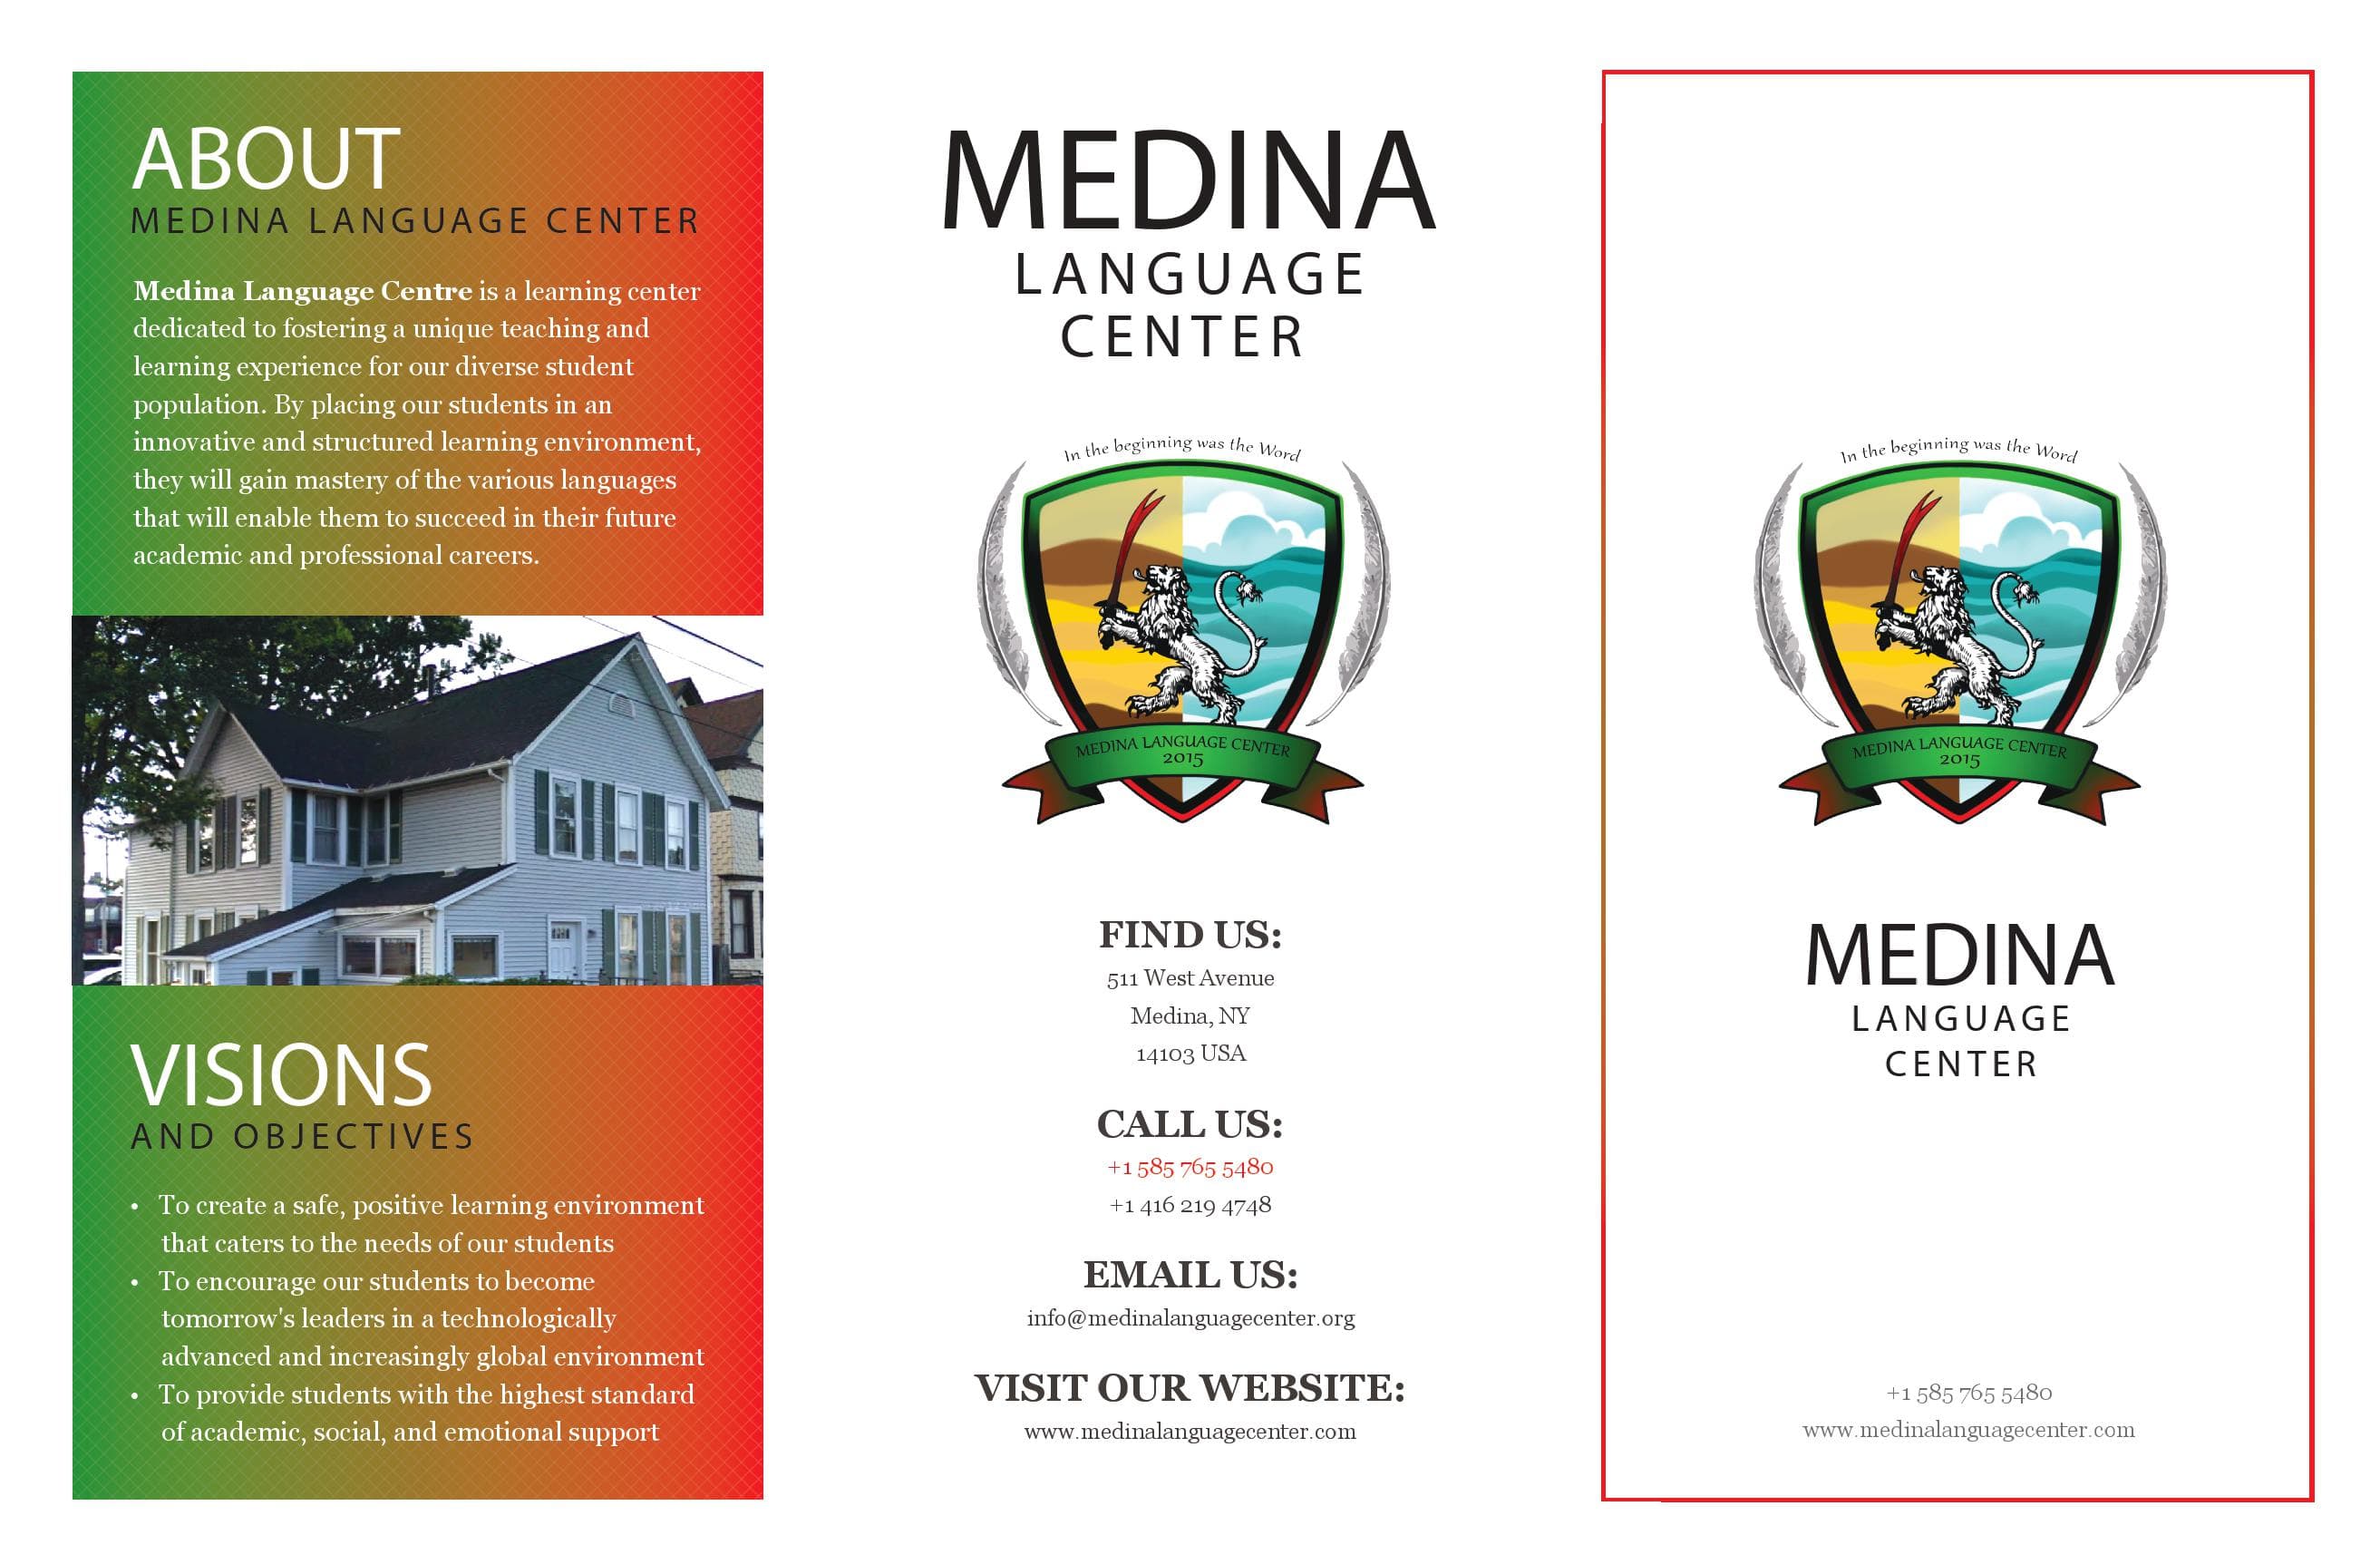 ABOUT
MEDINA LANGUAGE CENTER
Medina Language Centre is a learning center
dedicated to fostering a unique teaching and
learning experience for our diverse student
population. By placing our students in an
innovative and structured learning environment,
they will gain mastery of the various languages
that will enable them to succeed in their future
academic and professional careers.
VISIONS
AND OBJECTIVES
• To create a safe, positive learning environment
that caters to the needs of our students
• To encourage our students to become
tomorrow's leaders in a technologically
advanced and increasingly global environment
• To provide students with the highest standard
of academic, social, and emotional support
MEDINA
LANGUAGE
CENTER
In the beginning was the Word
MEDINA LANGUAGE CENTER
2015
FIND US:
511 West Avenue
Medina, NY
14103 USA
CALL US:
+1 585 765 5480
+1 416 219 4748
EMAIL US:
info@medinalanguagecenter.org
VISIT OUR WEBSITE:
www.medinalanguagecenter.com
In the beginning was the Word
MEDINA LANGUAGE CENTER
2015
MEDINA
LANGUAGE
CENTER
+1 585 765 5480
www.medinalanguagecenter.com